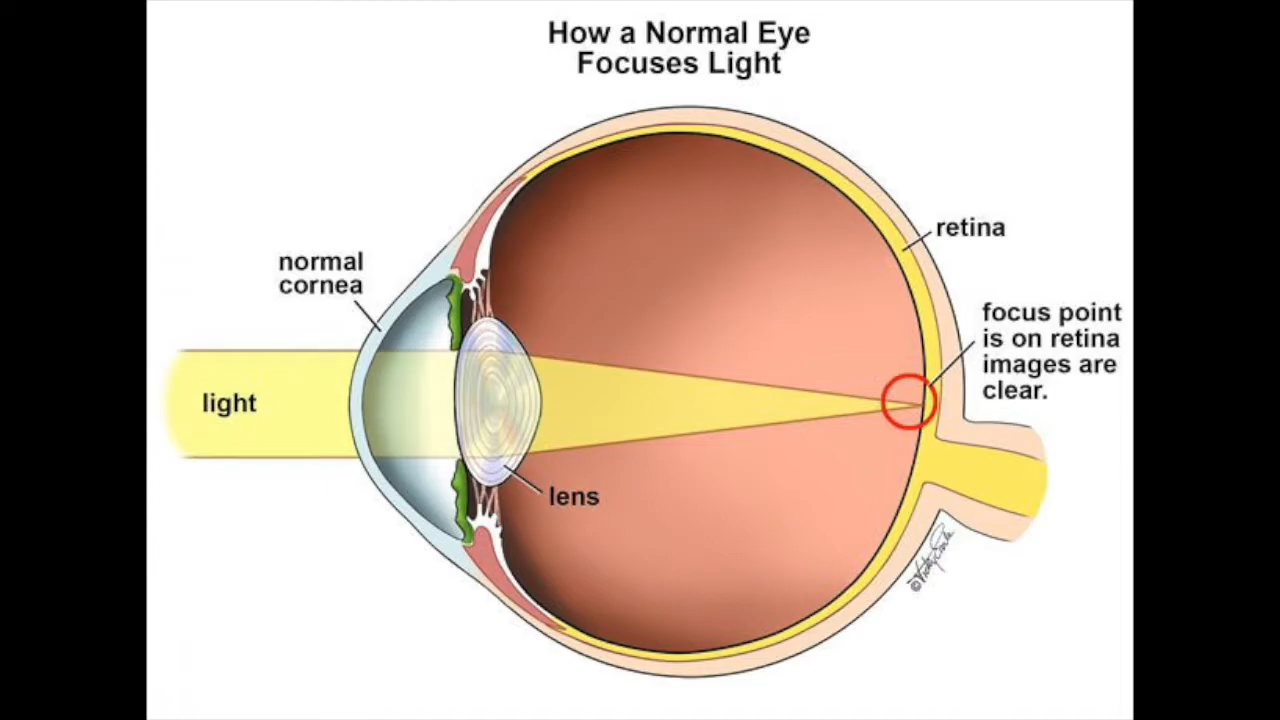 How a Normal Eye
Focuses Light
normal
cornea
retina
focus point
is on retina
images are
clear.
light
lens